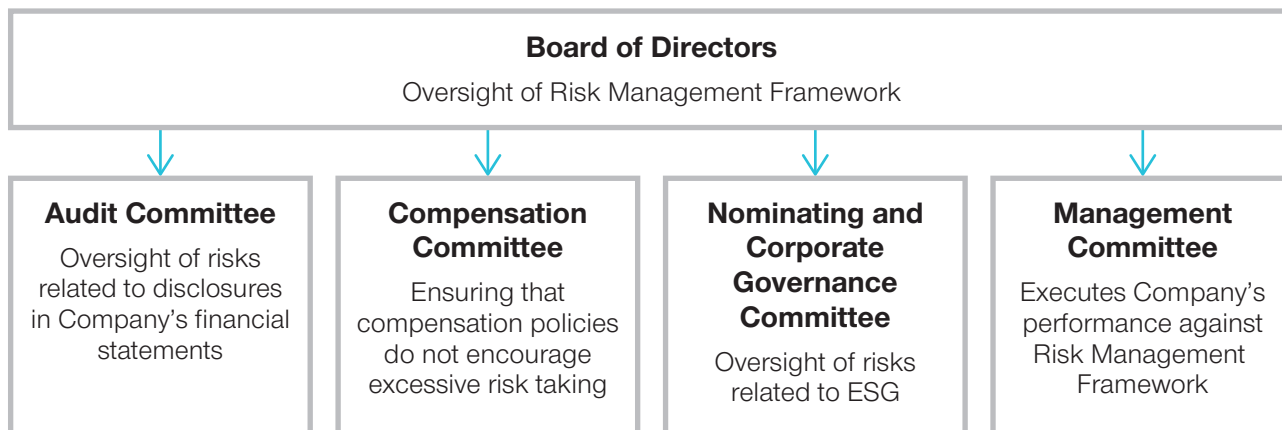 Board of Directors
Oversight of Risk Management Framework
Audit Committee
Oversight of risks
related to disclosures
in Company’s financial
statements
Compensation
Committee
Ensuring that
compensation policies
do not encourage
excessive risk taking
Nominating and
Corporate
Governance
Committee
Oversight of risks
related to ESG
Management
Committee
Executes Company’s
performance against
Risk Management
Framework